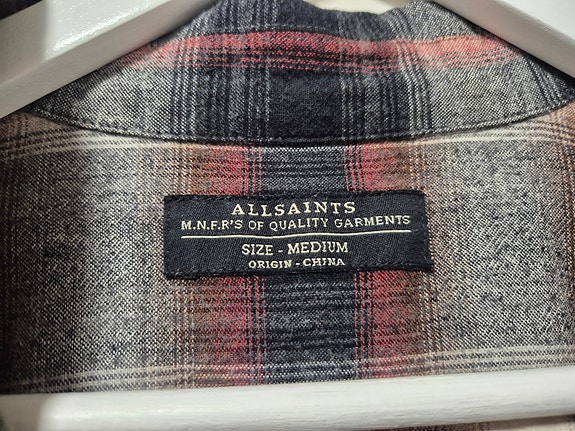 ALLSAINTS
M.N.F.R'S OF QUALITY GARMENTS
SIZE - MEDIUM
ORIGIN - CHINA